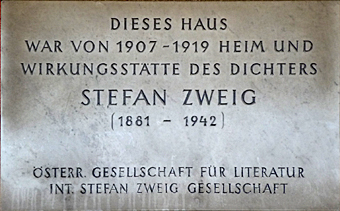 DIESES HAUS
WAR VON 1907-1919 HEIM UND
WIRKUNGSSTÄTTE DES DICHTERS
STEFAN ZWEIG
(1881 - 1942)
ÖSTERR. GESELLSCHAFT FÜR LITERATUR
INT. STEFAN ZWEIG GESELLSCHAFT